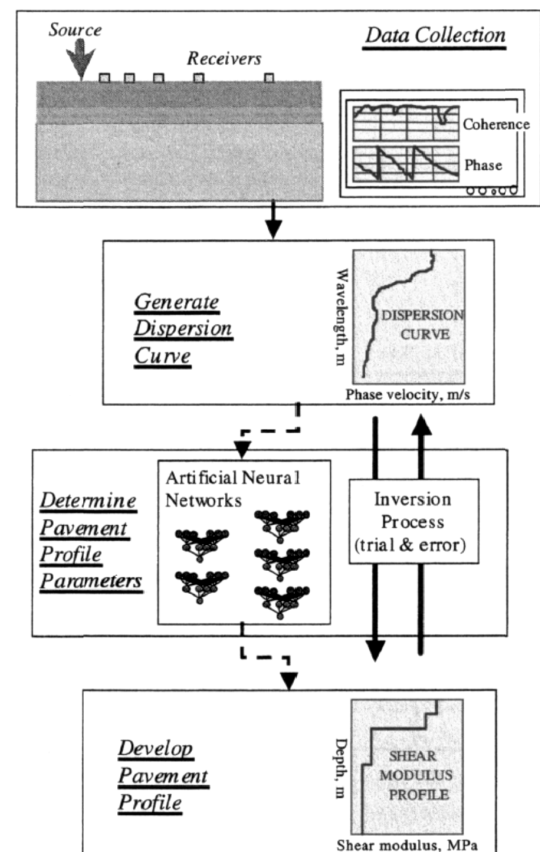 Source
Receivers
Data Collection
Coherence
Phase
Generate
Dispersion
Curve
Wavelength, m
DISPERSION
CURVE
Phase velocity, m/s
Determine
Pavement
Profile
Parameters
Artificial Neural
Networks
Inversion
Process
(trial & error)
Develop
Pavement
Profile
Depth, m
SHEAR
MODULUS
PROFILE
Shear modulus, MPa